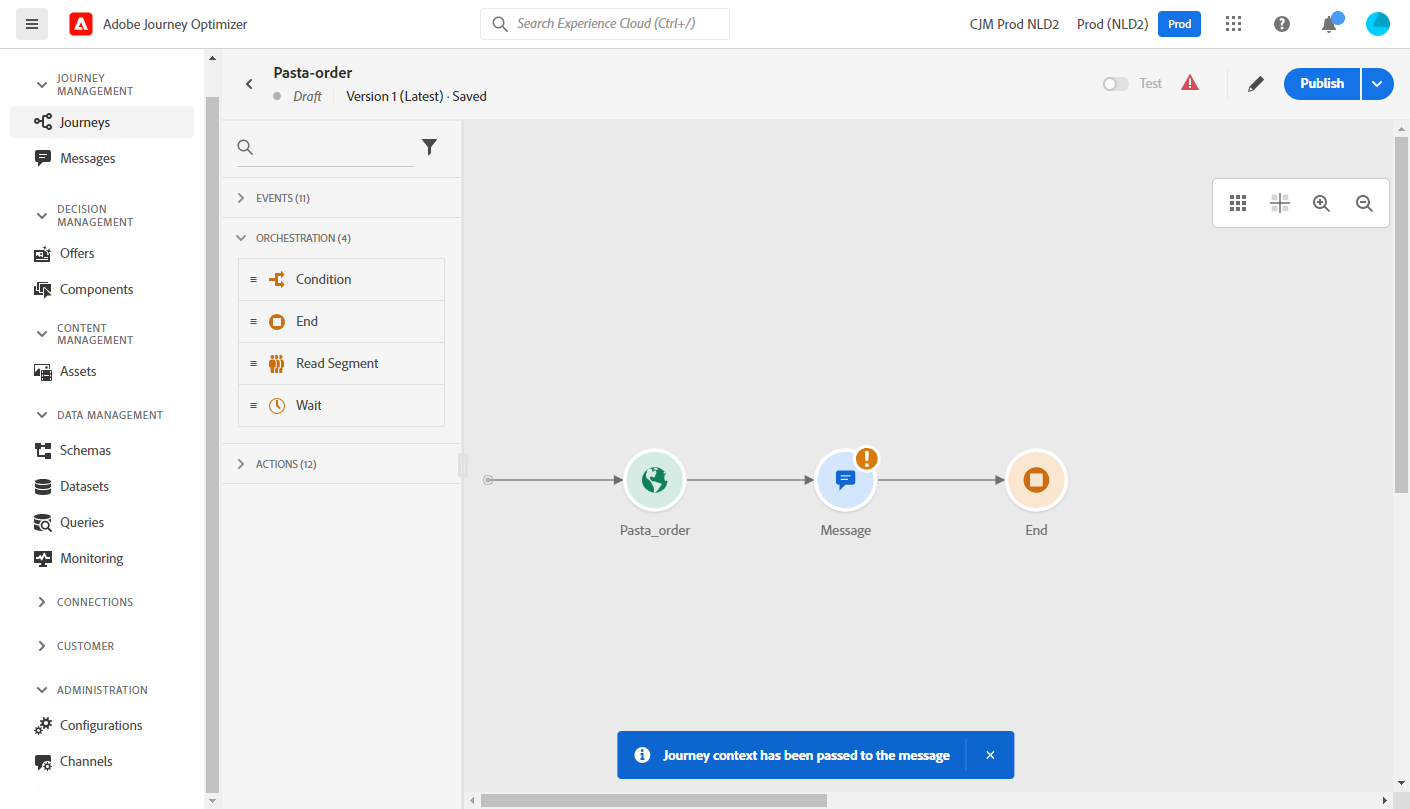 Adobe Journey Optimizer
Search Experience Cloud (Ctrl+/)
CJM Prod NLD2
Prod (NLD2)
Prod
JOURNEY
MANAGEMENT
Journeys
Messages
DECISION
MANAGEMENT
Offers
Components
CONTENT
MANAGEMENT
Assets
DATA MANAGEMENT
Schemas
Datasets
Queries
Monitoring
CONNECTIONS
CUSTOMER
ADMINISTRATION
Configurations
Channels
Pasta-order
Draft
Version 1 (Latest) · Saved
Test
Publish
EVENTS (11)
ORCHESTRATION (4)
Condition
End
Read Segment
Wait
ACTIONS (12)
Pasta_order
Message
End
Journey context has been passed to the message